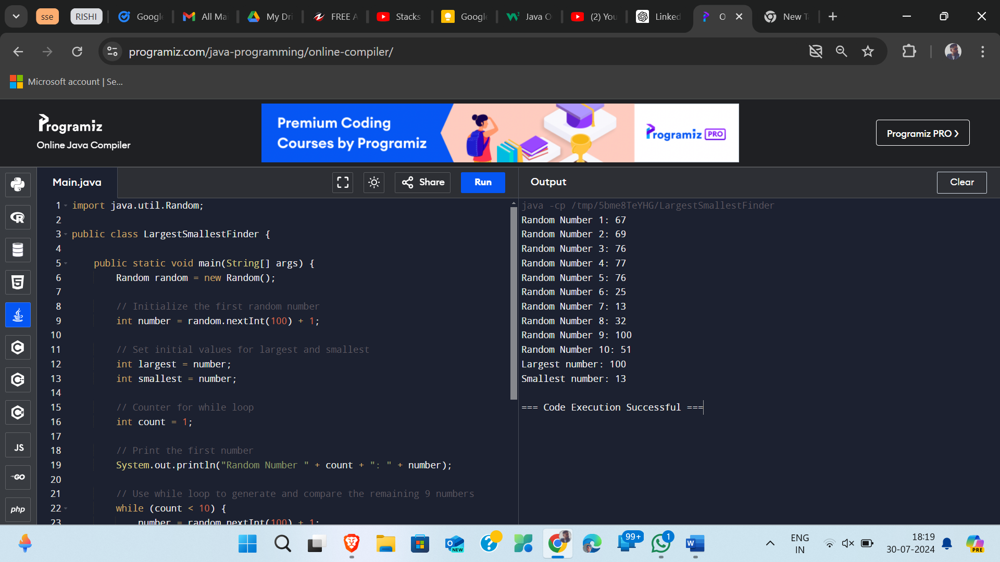 sse
RISHI
Google
All Mai
My Dri
FREE A
Stacks
Google
Java O
(2) You
Linked
O
New Ta
programiz.com/java-programming/online-compiler/
Microsoft account | Se...
Programiz
Online Java Compiler
Premium Coding
Courses by Programiz
Programiz PRO
Programiz PRO >
Main.java
Share
Run
Output
Clear
1 import java.util.Random;
2
3 public class LargestSmallestFinder {
4
5 public static void main(String[] args) {
6 Random random = new Random();
7
8 // Initialize the first random number
9 int number = random.nextInt(100) + 1;
10
11 // Set initial values for largest and smallest
12 int largest = number;
13 int smallest = number;
14
15 // Counter for while loop
16 int count = 1;
17
18 // Print the first number
19 System.out.println("Random Number " + count + ": " + number);
20
21 // Use while loop to generate and compare the remaining 9 numbers
22 while (count < 10) {
23 number = random.nextInt(100) + 1;
java -cp /tmp/5bme8TeYHG/LargestSmallestFinder
Random Number 1: 67
Random Number 2: 69
Random Number 3: 76
Random Number 4: 77
Random Number 5: 76
Random Number 6: 25
Random Number 7: 13
Random Number 8: 32
Random Number 9: 100
Random Number 10: 51
Largest number: 100
Smallest number: 13
=== Code Execution Successful ===
R
5
C
C
C
JS
GO
php
O
NEW
99+
1
W
ENG
IN
18:19
30-07-2024
PRE